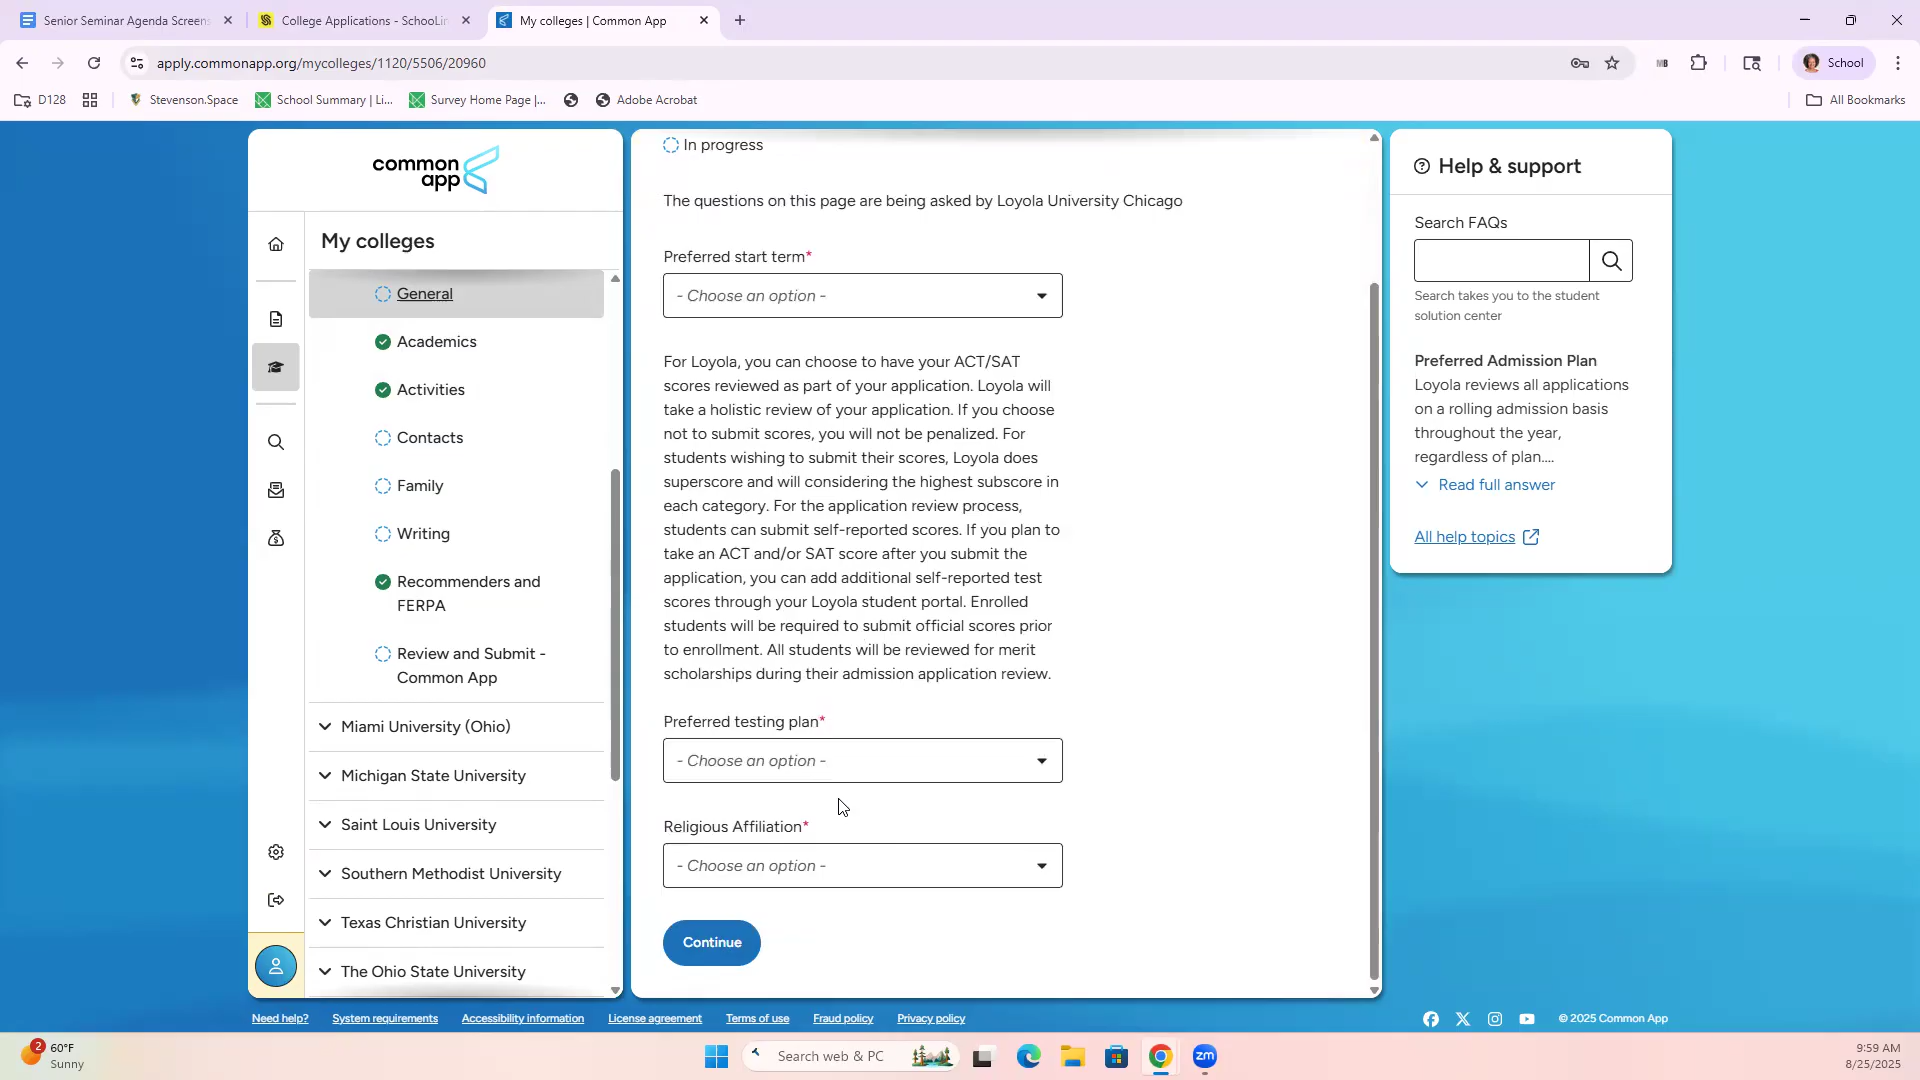 Senior Seminar Agenda Screens
College Applications - SchooLin
My colleges | Common App
apply.commonapp.org/mycolleges/1120/5506/20960
School
D128
Stevenson.Space
School Summary | Li...
Survey Home Page |...
Adobe Acrobat
All Bookmarks
common
app
My colleges
General
Academics
Activities
Contacts
Family
Writing
Recommenders and
FERPA
Review and Submit -
Common App
Miami University (Ohio)
Michigan State University
Saint Louis University
Southern Methodist University
Texas Christian University
The Ohio State University
In progress
The questions on this page are being asked by Loyola University Chicago
Preferred start term*
- Choose an option -
For Loyola, you can choose to have your ACT/SAT
scores reviewed as part of your application. Loyola will
take a holistic review of your application. If you choose
not to submit scores, you will not be penalized. For
students wishing to submit their scores, Loyola does
superscore and will considering the highest subscore in
each category. For the application review process,
students can submit self-reported scores. If you plan to
take an ACT and/or SAT score after you submit the
application, you can add additional self-reported test
scores through your Loyola student portal. Enrolled
students will be required to submit official scores prior
to enrollment. All students will be reviewed for merit
scholarships during their admission application review.
Preferred testing plan*
- Choose an option -
Religious Affiliation*
- Choose an option -
Continue
Help & support
Search FAQs
Search takes you to the student
solution center
Preferred Admission Plan
Loyola reviews all applications
on a rolling admission basis
throughout the year,
regardless of plan....
Read full answer
All help topics
Need help?
System requirements
Accessibility information
License agreement
Terms of use
Fraud policy
Privacy policy
© 2025 Common App
2
60°F
Sunny
Search web & PC
zm
9:59 AM
8/25/2025